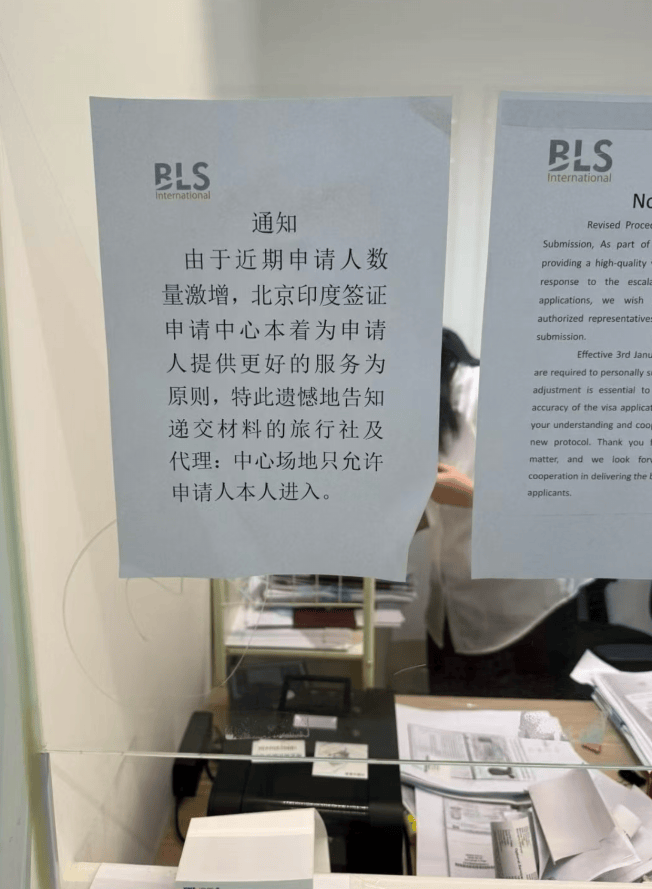 BLS
International
通知
由于近期申请人数
量激增，北京印度签证
申请中心本着为申请
人提供更好的服务为
原则，特此遗憾地告知
递交材料的旅行社及
代理：中心场地只允许
申请人本人进入。
BLS
International
No
Revised Proced
Submission, As part of
providing a high-quality
response to the escala
applications, we wish
authorized representatives
submission.
Effective 3rd Janu
are required to personally s
adjustment is essential to
accuracy of the visa applicat
your understanding and coop
new protocol. Thank you f
matter, and we look for
cooperation in delivering the b
applicants.